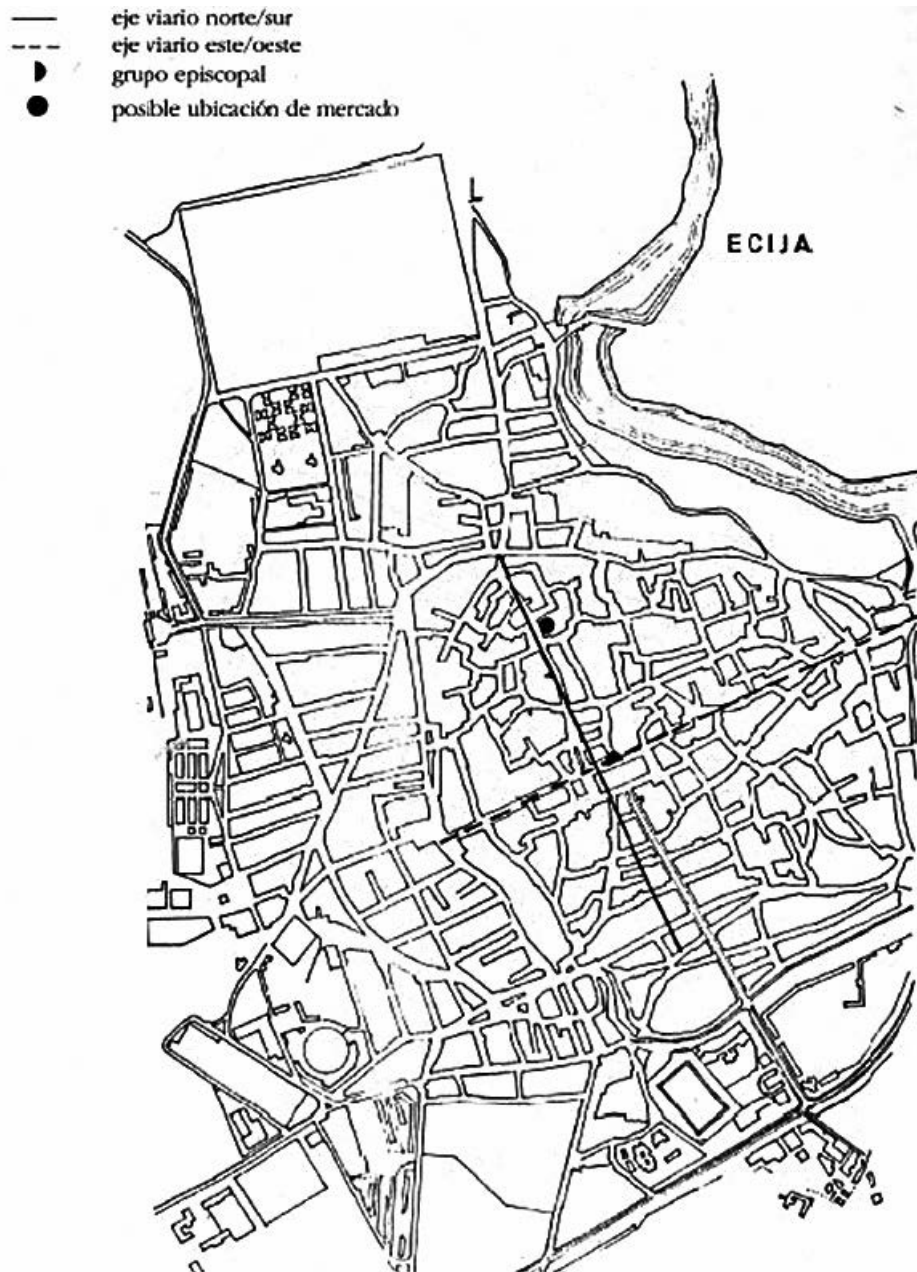 eje viario norte/sur
eje viario este/oeste
grupo episcopal
posible ubicación de mercado
ECIJA